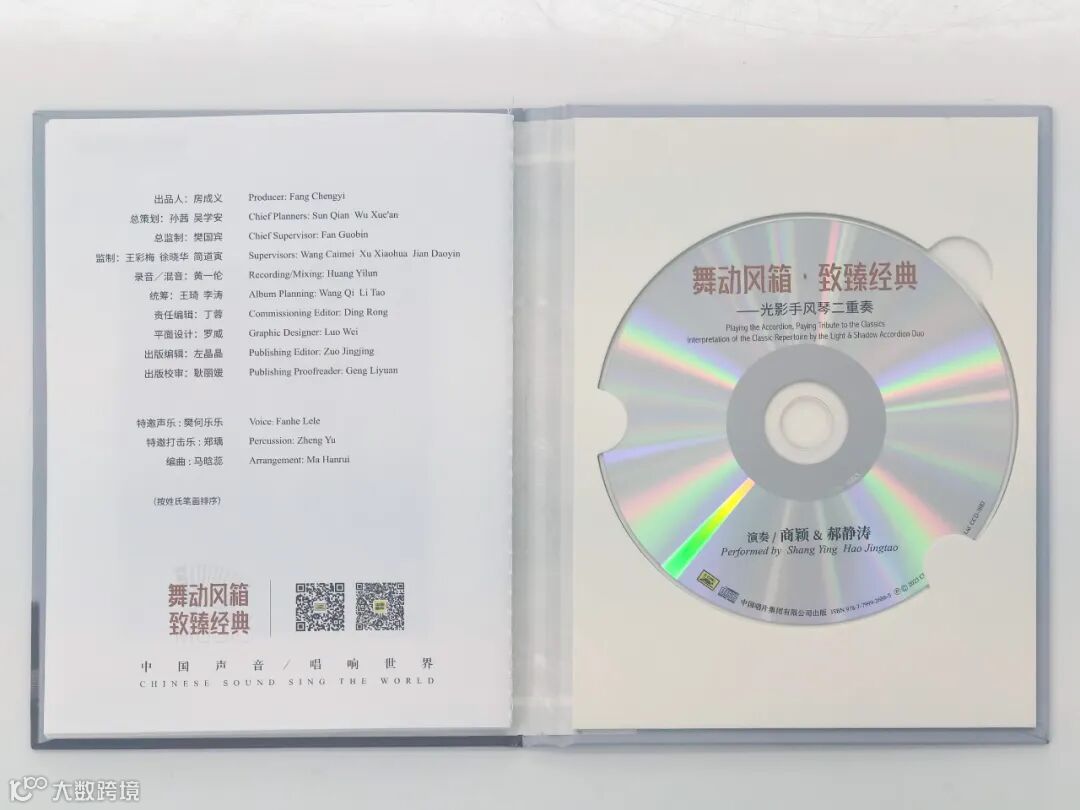 出品人：房成义 Producer: Fang Chengyi
总策划：孙茜 吴学安 Chief Planners: Sun Qian Wu Xue'an
总监制：樊国宾 Chief Supervisor: Fan Guobin
监制：王彩梅 徐晓华 简道寅 Supervisors: Wang Caimei Xu Xiaohua Jian Daoyin
录音／混音：黄一伦 Recording/Mixing: Huang Yilun
统筹：王琦 李涛 Album Planning: Wang Qi Li Tao
责任编辑：丁蓉 Commissioning Editor: Ding Rong
平面设计：罗威 Graphic Designer: Luo Wei
出版编辑：左晶晶 Publishing Editor: Zuo Jingjing
出版校审：耿丽媛 Publishing Proofreader: Geng Liyuan
特邀声乐：樊何乐乐 Voice: Fanhe Lele
特邀打击乐：郑瑀 Percussion: Zheng Yu
编曲：马晗蕊 Arrangement: Ma Hanrui
（按姓氏笔画排序）
舞动风箱
致臻经典
中国声音／唱响世界
CHINESE SOUND SING THE WORLD
舞动风箱·致臻经典
——光影手风琴二重奏
Playing the Accordion, Paying Tribute to the Classics
Interpretation of the Classic Repertoire by the Light & Shadow Accordion Duo
演奏 / 商颖 & 郝静涛
Performed by Shang Ying Hao Jingtao
中国唱片集团有限公司出版
大数跨境